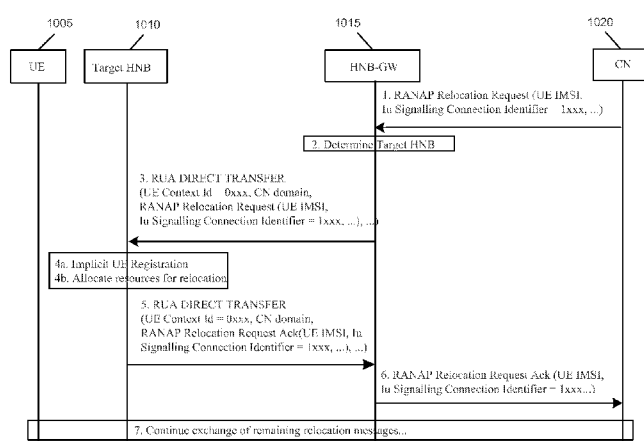 1005
1010
1015
1020
UE
Target HNB
HNB-GW
CN
1. RANAP Relocation Request (UE IMSI,
Iu Signalling Connection Identifier = 1xxx, ...)
2. Determine Target HNB
3. RUA DIRECT TRANSFER
(UE Context Id = 0xxx, CN domain,
RANAP Relocation Request (UE IMSI,
Iu Signalling Connection Identifier = 1xxx, ...), ...)
4a. Implicit UE Registration
4b. Allocate resources for relocation
5. RUA DIRECT TRANSFER
(UE Context Id = 0xxx, CN domain,
RANAP Relocation Request Ack(UE IMSI, Iu
Signalling Connection Identifier = 1xxx, ...), ...)
6. RANAP Relocation Request Ack (UE IMSI,
Iu Signalling Connection Identifier = 1xxx...)
7. Continue exchange of remaining relocation messages...